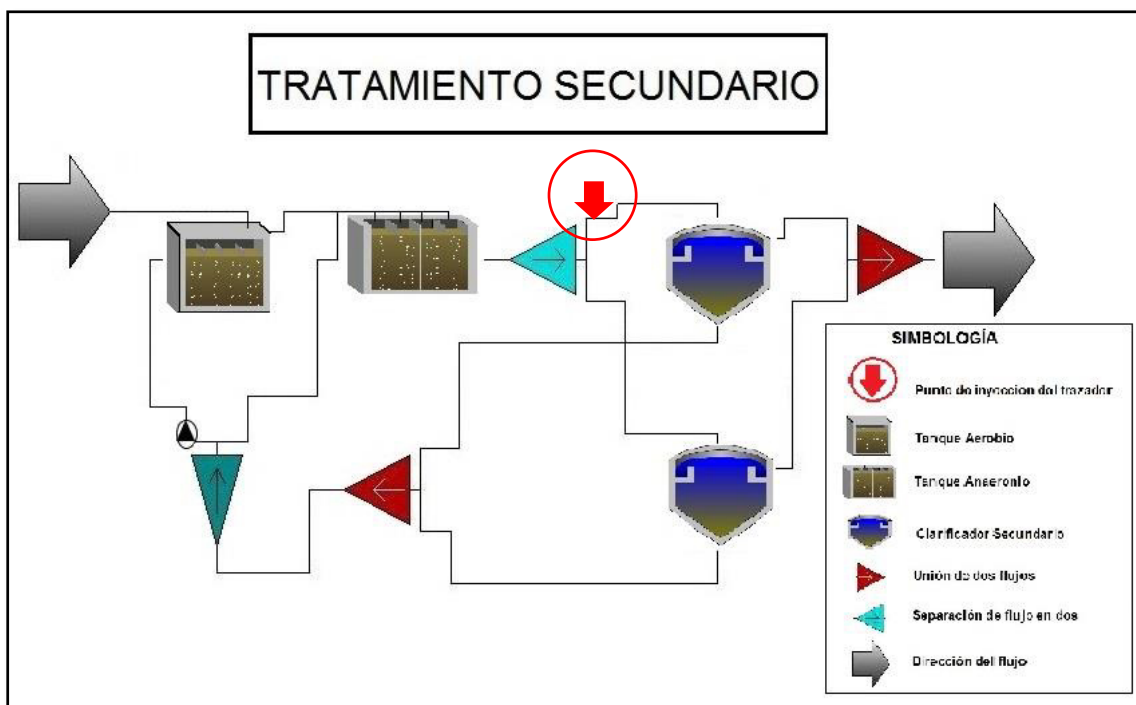 TRATAMIENTO SECUNDARIO
SIMBOLOGÍA
Punto de inyeccion del trazador
Tanque Aerobio
Tanque Anaeronio
Clarificador Secundario
Unión de dos flujos
Separación de flujo en dos
Dirección del flujo